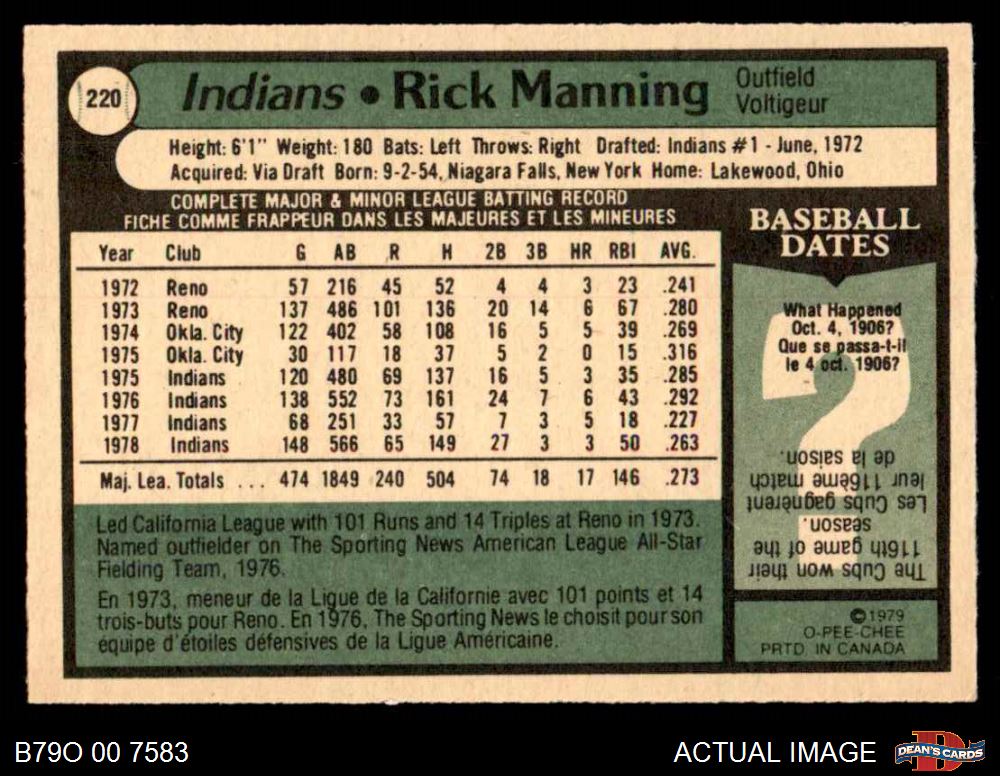 220
Indians • Rick Manning
Outfield
Voltigeur
Height: 6'1" Weight: 180 Bats: Left Throws: Right Drafted: Indians #1 - June, 1972
Acquired: Via Draft Born: 9-2-54, Niagara Falls, New York Home: Lakewood, Ohio
COMPLETE MAJOR & MINOR LEAGUE BATTING RECORD
FICHE COMME FRAPPEUR DANS LES MAJEURES ET LES MINEURES
Year Club G AB R H 2B 3B HR RBI AVG.
1972 Reno 57 216 45 52 4 4 3 23 .241
1973 Reno 137 486 101 136 20 14 6 67 .280
1974 Okla. City 122 402 58 108 16 5 5 39 .269
1975 Okla. City 30 117 18 37 5 2 0 15 .316
1975 Indians 120 480 69 137 16 5 3 35 .285
1976 Indians 138 552 73 161 24 7 6 43 .292
1977 Indians 68 251 33 57 7 3 5 18 .227
1978 Indians 148 566 65 149 27 3 3 50 .263
Maj. Lea. Totals ... 474 1849 240 504 74 18 17 146 .273
Led California League with 101 Runs and 14 Triples at Reno in 1973.
Named outfielder on The Sporting News American League All-Star
Fielding Team, 1976.
En 1973, meneur de la Ligue de la Californie avec 101 points et 14
trois-buts pour Reno. En 1976, The Sporting News le choisit pour son
équipe d'étoiles défensives de la Ligue Américaine.
BASEBALL
DATES
What Happened
Oct. 4, 1906?
Que se passa-t-il
le 4 oct. 1906?
The Cubs won their
116th game of the
season.
Les Cubs gagnèrent
leur 116ème match
de la saison.
©1979
O-PEE-CHEE
PRTD. IN CANADA
B79O 00 7583
ACTUAL IMAGE
DEAN'S CARDS